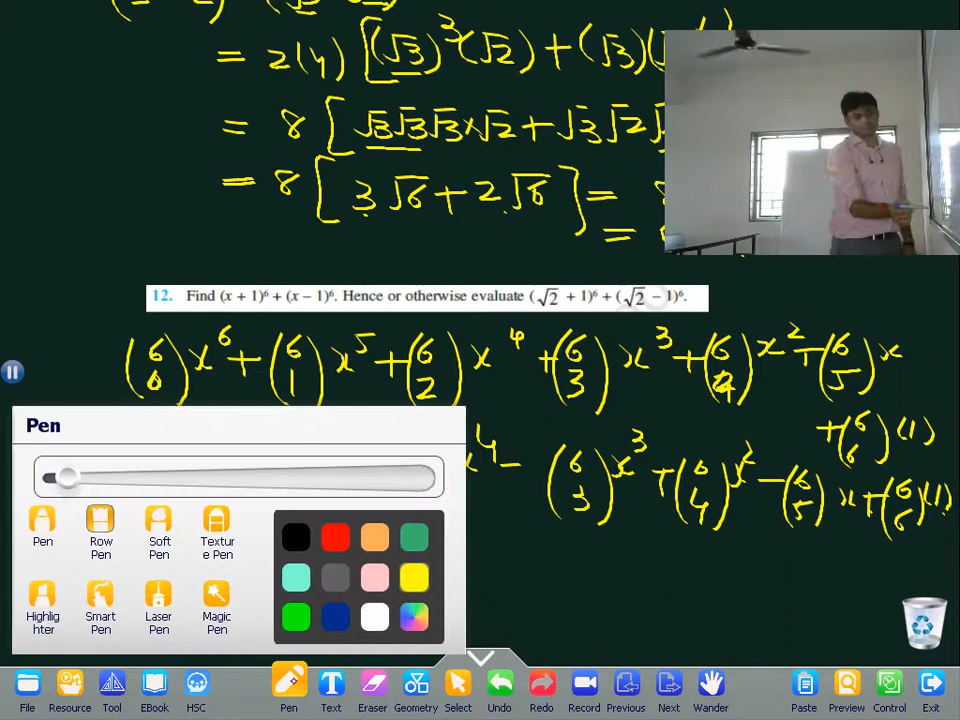 = 2(4) [(√3)³(√2) + (√3)(
= 8 [√3√3√3×√2 + √3√2√
= 8 [3√6 + 2√6] =
=
12. Find (x + 1)⁶ + (x − 1)⁶. Hence or otherwise evaluate (√2 + 1)⁶ + (√2 − 1)⁶.
(6 0)x⁶ + (6 1)x⁵ + (6 2)x⁴ + (6 3)x³ + (6 4)x² + (6 5)x
+ (6 6)(1)
x⁴ − (6 3)x³ + (6 4)x² − (6 5)x + (6 6)(1)
Pen
Pen Row Pen Soft Pen Textur e Pen
Highlig hter Smart Pen Laser Pen Magic Pen
File Resource Tool EBook HSC Pen Text Eraser Geometry Select Undo Redo Record Previous Next Wander Paste Preview Control Exit